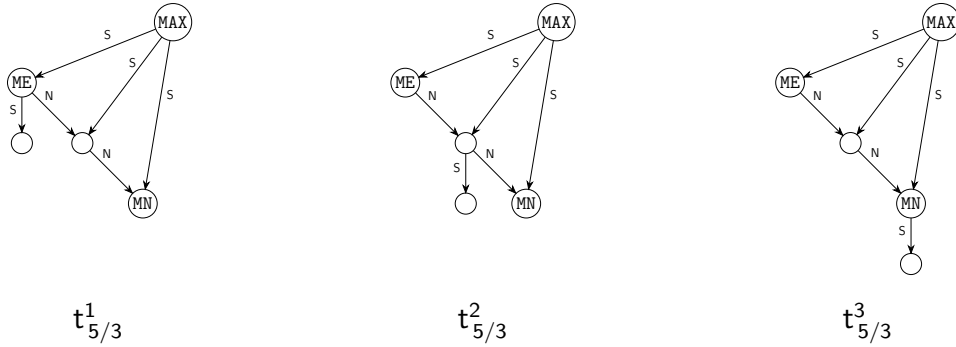 MAX MAX MAX
S S S
S S S
ME S ME S ME S
S N N N
N S N N
MN MN MN
S
t^1_{5/3} t^2_{5/3} t^3_{5/3}